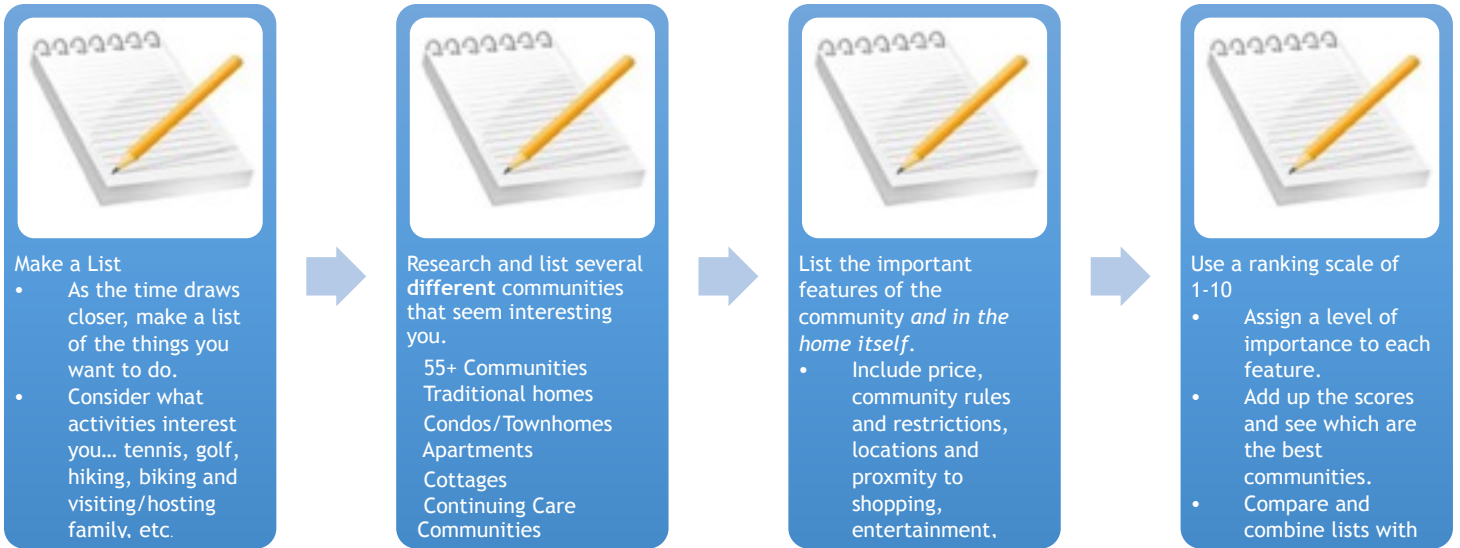 Make a List
• As the time draws
closer, make a list
of the things you
want to do.
• Consider what
activities interest
you… tennis, golf,
hiking, biking and
visiting/hosting
family, etc.
Research and list several
different communities
that seem interesting
you.
55+ Communities
Traditional homes
Condos/Townhomes
Apartments
Cottages
Continuing Care
Communities
List the important
features of the
community and in the
home itself.
• Include price,
community rules
and restrictions,
locations and
proxmity to
shopping,
entertainment,
Use a ranking scale of
1-10
• Assign a level of
importance to each
feature.
• Add up the scores
and see which are
the best
communities.
• Compare and
combine lists with